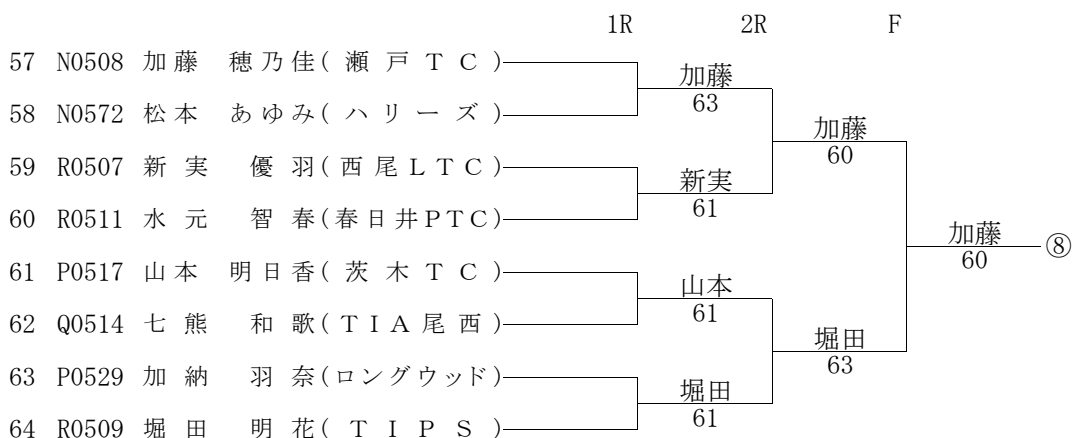 1R 2R F
57 N0508 加藤 穂乃佳(瀬戸TC)
加藤
63
58 N0572 松本 あゆみ(ハリーズ)
加藤
60
59 R0507 新実 優羽(西尾LTC)
新実
61
60 R0511 水元 智春(春日井PTC)
加藤
60
⑧
61 P0517 山本 明日香(茨木TC)
山本
61
62 Q0514 七熊 和歌(TIA尾西)
堀田
63
63 P0529 加納 羽奈(ロングウッド)
堀田
61
64 R0509 堀田 明花(TIPS)